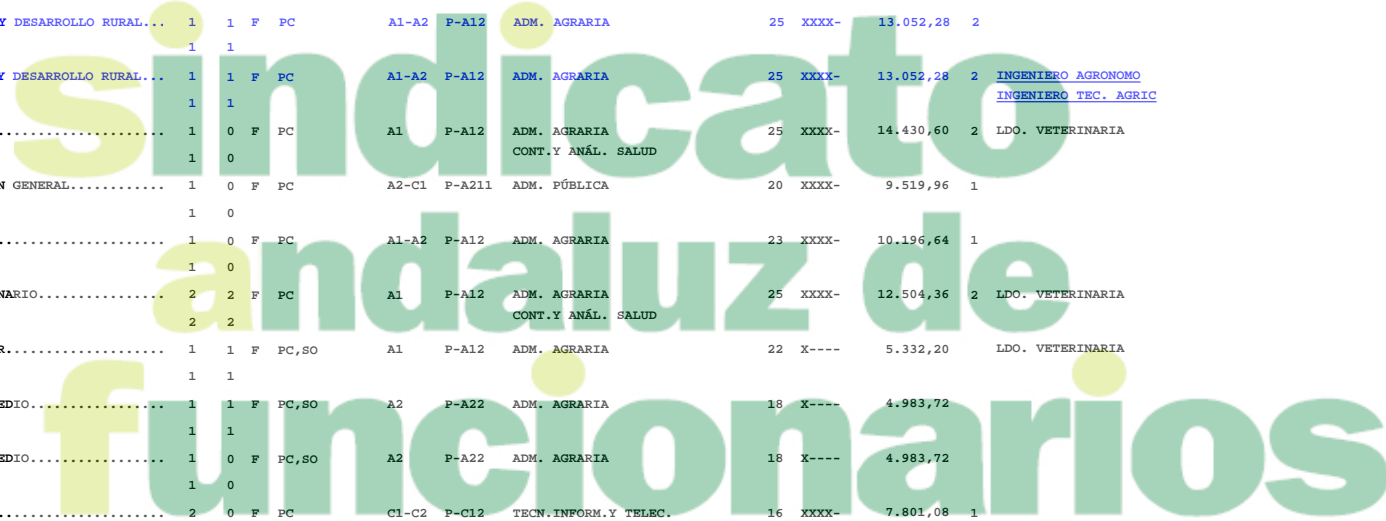 Y DESARROLLO RURAL... 1 1 F PC A1-A2 P-A12 ADM. AGRARIA 25 XXXX- 13.052,28 2
1 1
Y DESARROLLO RURAL... 1 1 F PC A1-A2 P-A12 ADM. AGRARIA 25 XXXX- 13.052,28 2 INGENIERO AGRONOMO
1 1 INGENIERO TEC. AGRIC
.................... 1 0 F PC A1 P-A12 ADM. AGRARIA 25 XXXX- 14.430,60 2 LDO. VETERINARIA
1 0 CONT.Y ANÁL. SALUD
N GENERAL............ 1 0 F PC A2-C1 P-A211 ADM. PÚBLICA 20 XXXX- 9.519,96 1
1 0
.................... 1 0 F PC A1-A2 P-A12 ADM. AGRARIA 23 XXXX- 10.196,64 1
1 0
NARIO............... 2 2 F PC A1 P-A12 ADM. AGRARIA 25 XXXX- 12.504,36 2 LDO. VETERINARIA
2 2 CONT.Y ANÁL. SALUD
R................... 1 1 F PC,SO A1 P-A12 ADM. AGRARIA 22 X---- 5.332,20 LDO. VETERINARIA
1 1
EDIO................. 1 1 F PC,SO A2 P-A22 ADM. AGRARIA 18 X---- 4.983,72
1 1
EDIO................. 1 0 F PC,SO A2 P-A22 ADM. AGRARIA 18 X---- 4.983,72
1 0
.................... 2 0 F PC C1-C2 P-C12 TECN.INFORM.Y TELEC. 16 XXXX- 7.801,08 1
sindicato
andaluz de
funcionarios